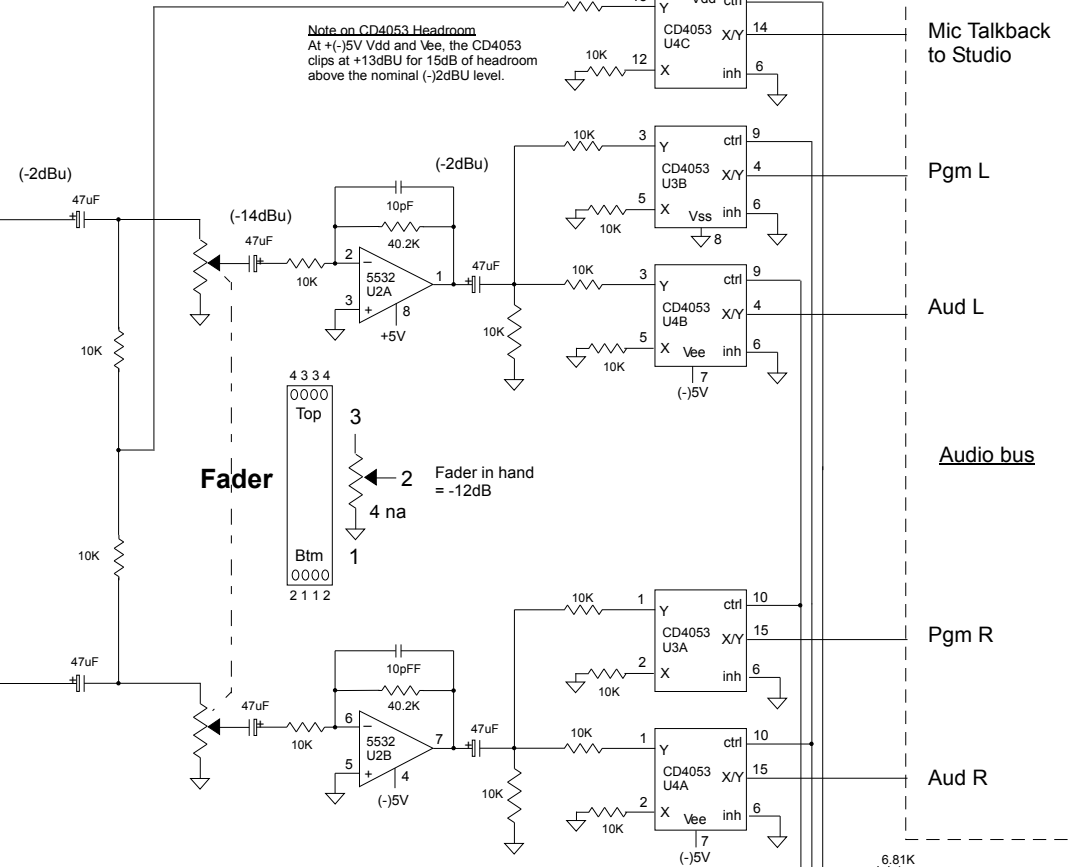 Note on CD4053 Headroom
At +(-)5V Vdd and Vee, the CD4053
clips at +13dBU for 15dB of headroom
above the nominal (-)2dBU level.
Y
Vdd
CD4053
U4C
X/Y
14
10K
12
X
inh
6
Mic Talkback
to Studio
10K
3
Y
ctrl
9
CD4053
U3B
X/Y
4
5
X
Vss
inh
6
10K
8
Pgm L
(-2dBu)
47uF
+
(-14dBu)
47uF
+
10K
(-2dBu)
10pF
40.2K
2
−
5532
U2A
1
3
+
8
+5V
47uF
+
10K
10K
3
Y
ctrl
9
CD4053
U4B
X/Y
4
5
X
Vee
inh
6
10K
7
(-)5V
Aud L
10K
4 3 3 4
Top
3
Fader
2
Fader in hand
= -12dB
4 na
Btm
1
2 1 1 2
Audio bus
10K
10K
1
Y
ctrl
10
CD4053
U3A
X/Y
15
2
X
inh
6
10K
Pgm R
47uF
+
47uF
+
10K
10pFF
40.2K
6
−
5532
U2B
7
5
+
4
(-)5V
47uF
+
10K
10K
1
Y
ctrl
10
CD4053
U4A
X/Y
15
2
X
Vee
inh
6
10K
7
(-)5V
Aud R
6.81K